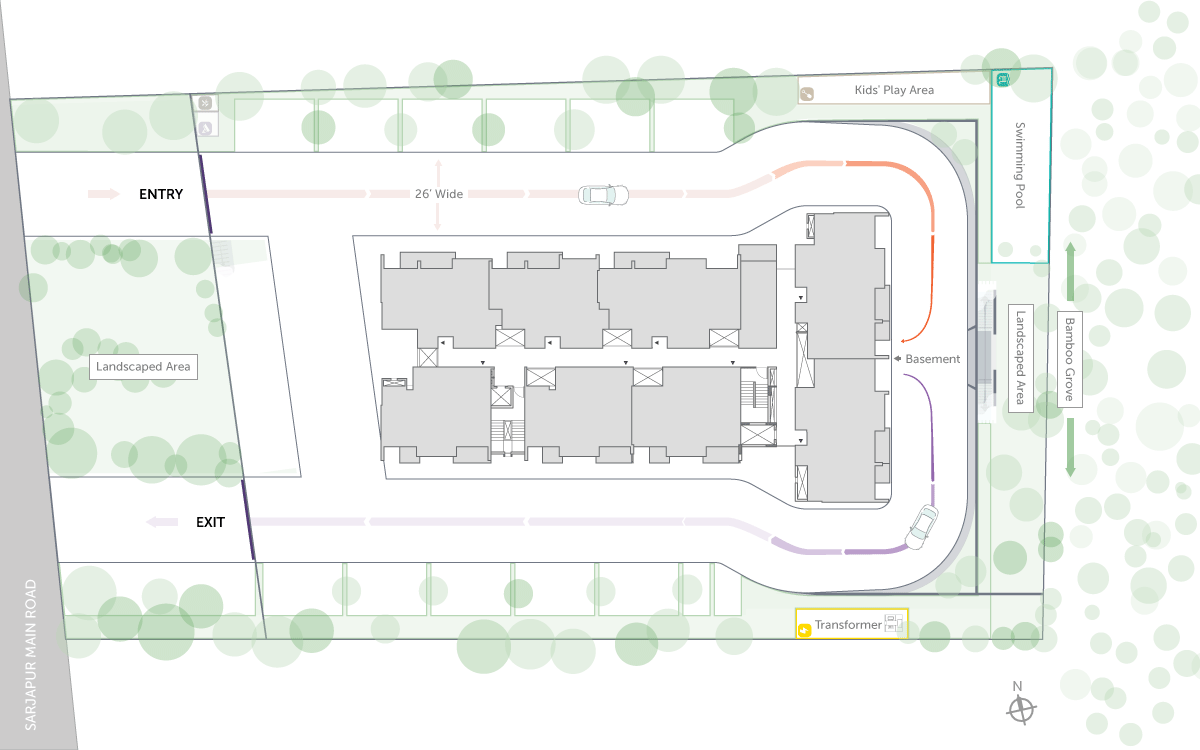 Kids' Play Area
Swimming Pool
ENTRY
26' Wide
Landscaped Area
Basement
Landscaped Area
Bamboo Grove
EXIT
Transformer
SARJAPUR MAIN ROAD
N